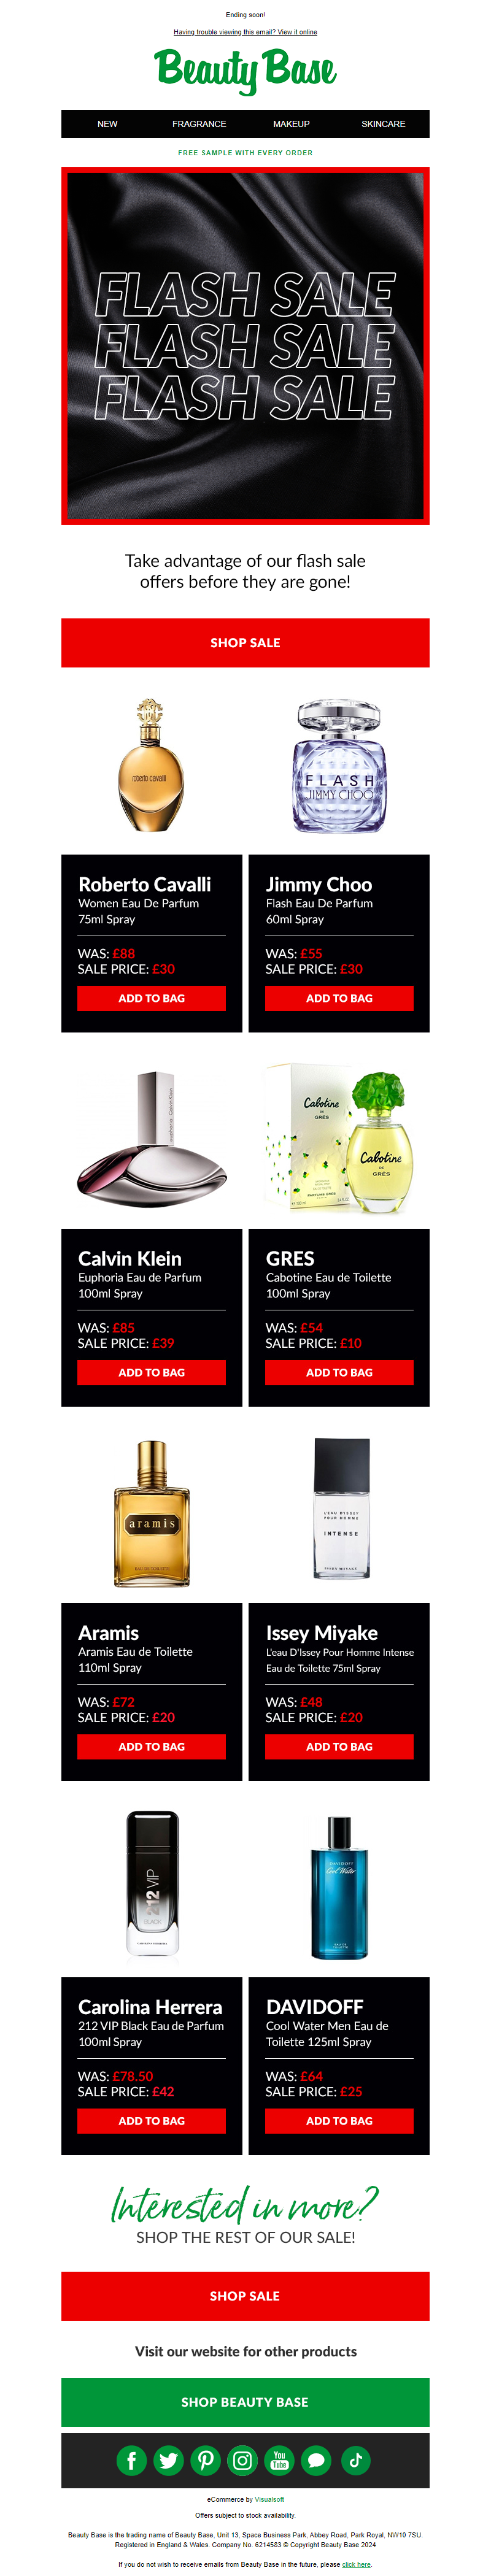 Ending soon!
Having trouble viewing this email? View it online
Beauty Base
NEW FRAGRANCE MAKEUP SKINCARE
FREE SAMPLE WITH EVERY ORDER
FLASH SALE
FLASH SALE
FLASH SALE
Take advantage of our flash sale
offers before they are gone!
SHOP SALE
roberto cavalli
FLASH
JIMMY CHOO
Roberto Cavalli
Women Eau De Parfum
75ml Spray
WAS: £88
SALE PRICE: £30
ADD TO BAG
Jimmy Choo
Flash Eau De Parfum
60ml Spray
WAS: £55
SALE PRICE: £30
ADD TO BAG
euphoria Calvin Klein
Cabotine
DE
GRÈS
PARFUMS GRÈS
Cabotine
DE
GRÈS
Calvin Klein
Euphoria Eau de Parfum
100ml Spray
WAS: £85
SALE PRICE: £39
ADD TO BAG
GRES
Cabotine Eau de Toilette
100ml Spray
WAS: £54
SALE PRICE: £10
ADD TO BAG
aramis
EAU DE TOILETTE
L'EAU D'ISSEY
POUR HOMME
INTENSE
ISSEY MIYAKE
Aramis
Aramis Eau de Toilette
110ml Spray
WAS: £72
SALE PRICE: £20
ADD TO BAG
Issey Miyake
L'eau D'Issey Pour Homme Intense
Eau de Toilette 75ml Spray
WAS: £48
SALE PRICE: £20
ADD TO BAG
212 VIP
BLACK
CAROLINA HERRERA
DAVIDOFF
Cool Water
Carolina Herrera
212 VIP Black Eau de Parfum
100ml Spray
WAS: £78.50
SALE PRICE: £42
ADD TO BAG
DAVIDOFF
Cool Water Men Eau de
Toilette 125ml Spray
WAS: £64
SALE PRICE: £25
ADD TO BAG
Interested in more?
SHOP THE REST OF OUR SALE!
SHOP SALE
Visit our website for other products
SHOP BEAUTY BASE
You
Tube
eCommerce by Visualsoft
Offers subject to stock availability.
Beauty Base is the trading name of Beauty Base, Unit 13, Space Business Park, Abbey Road, Park Royal, NW10 7SU.
Registered in England & Wales. Company No. 6214583 © Copyright Beauty Base 2024
If you do not wish to receive emails from Beauty Base in the future, please click here.